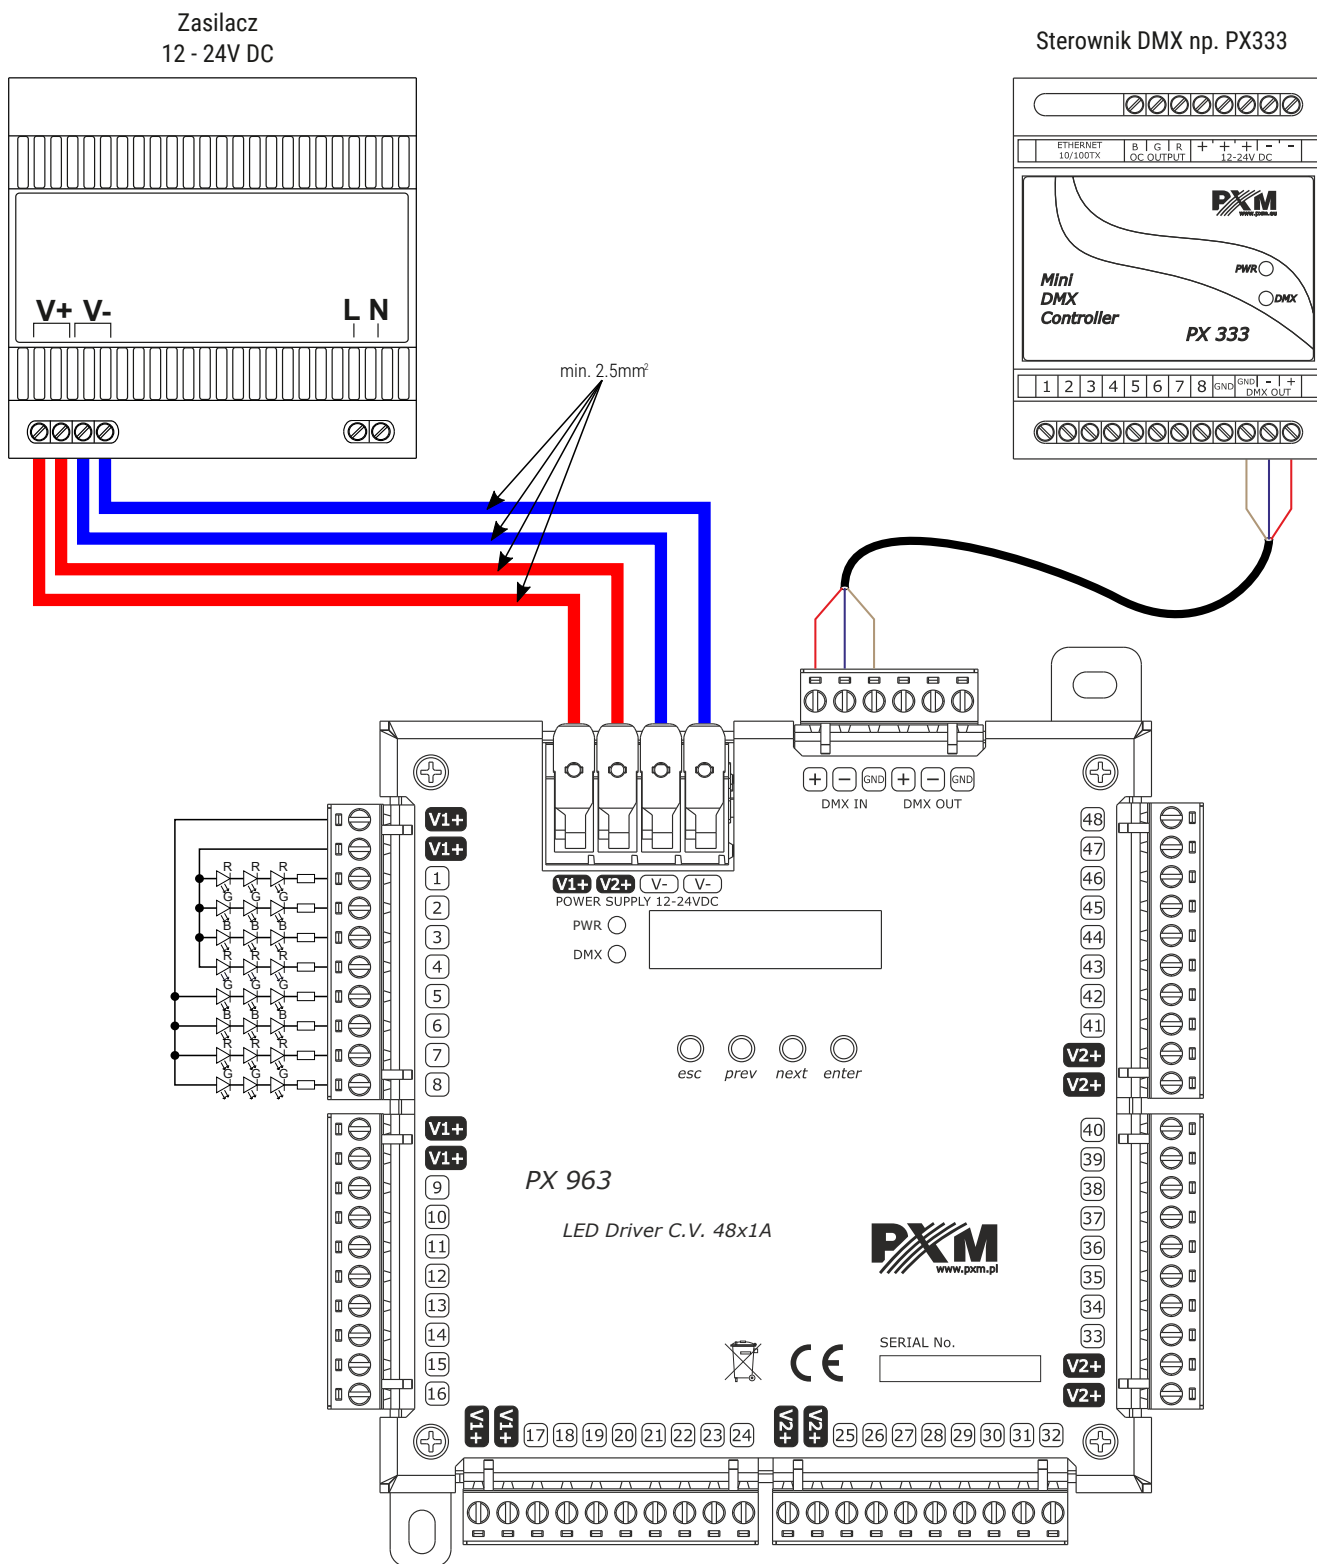 Zasilacz
12 - 24V DC
Sterownik DMX np. PX333
ETHERNET
10/100TX
B G R + + + - -
OC OUTPUT 12-24V DC
PXM
www.pxm.eu
PWR
DMX
Mini
DMX
Controller
PX 333
1 2 3 4 5 6 7 8 GND GND - +
DMX OUT
V+ V-
L N
min. 2.5mm²
+ - GND + - GND
DMX IN DMX OUT
V1+ V2+ V- V-
POWER SUPPLY 12-24VDC
PWR
DMX
esc prev next enter
V1+
V1+
1
2
3
4
5
6
7
8
R R R
G G G
B B B
R R R
G G G
B B B
R R R
G G G
V1+
V1+
9
10
11
12
13
14
15
16
48
47
46
45
44
43
42
41
V2+
V2+
40
39
38
37
36
35
34
33
V2+
V2+
PX 963
LED Driver C.V. 48x1A
PXM
www.pxm.pl
CE
SERIAL No.
V1+ V1+ 17 18 19 20 21 22 23 24
V2+ V2+ 25 26 27 28 29 30 31 32